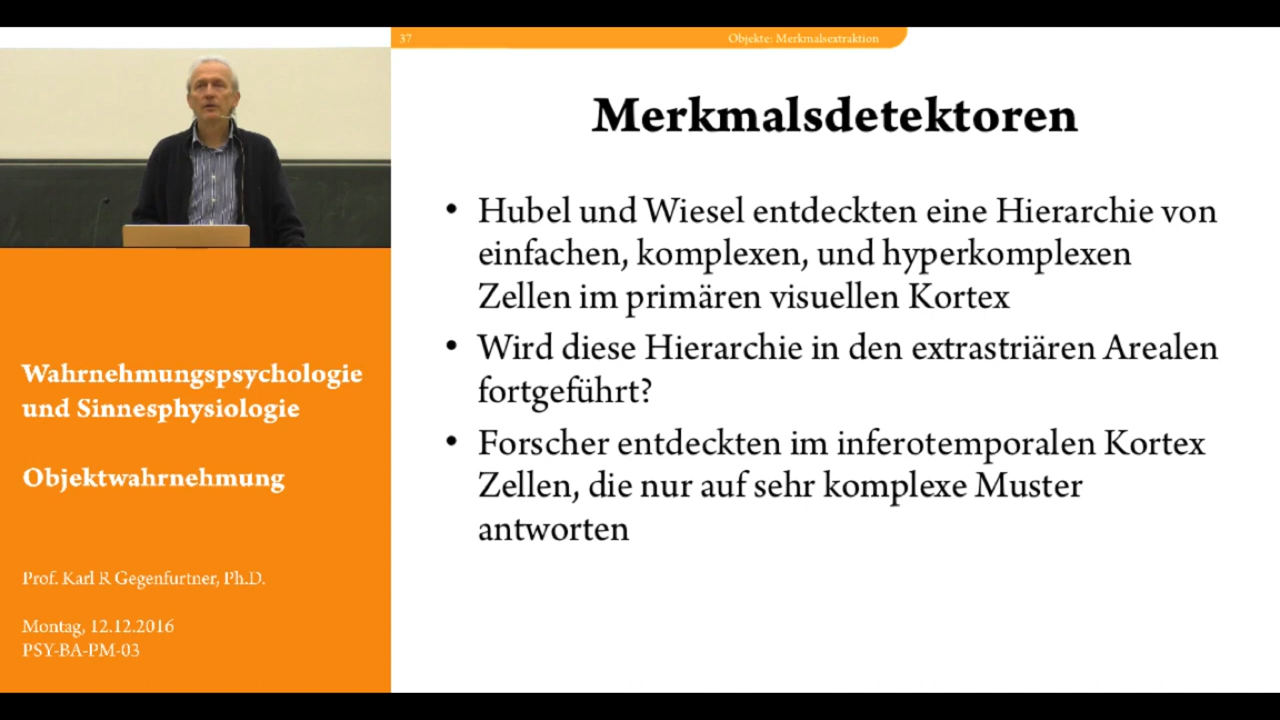 37
Objekte: Merkmalsextraktion
Merkmalsdetektoren
• Hubel und Wiesel entdeckten eine Hierarchie von
einfachen, komplexen, und hyperkomplexen
Zellen im primären visuellen Kortex
• Wird diese Hierarchie in den extrastriären Arealen
fortgeführt?
• Forscher entdeckten im inferotemporalen Kortex
Zellen, die nur auf sehr komplexe Muster
antworten
Wahrnehmungspsychologie
und Sinnesphysiologie
Objektwahrnehmung
Prof. Karl R Gegenfurtner, Ph.D.
Montag, 12.12.2016
PSY-BA-PM-03